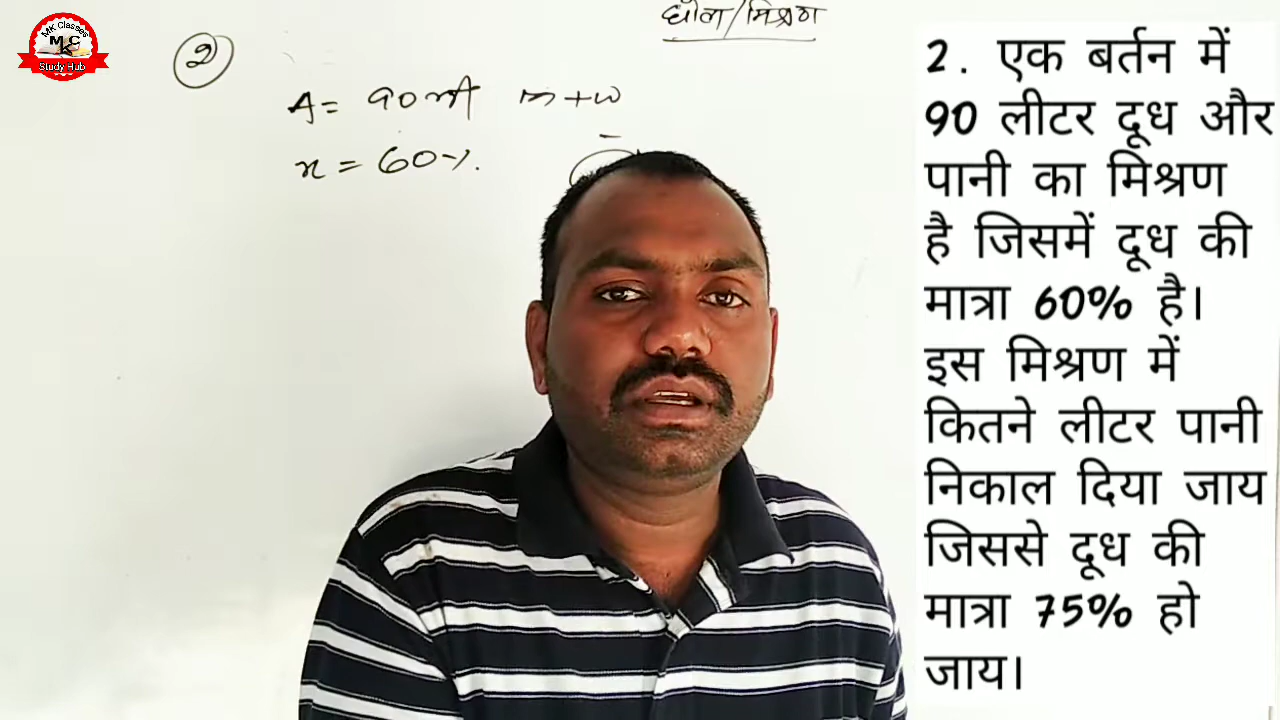 MK Classes
MKC
Study Hub
घोल/मिश्रण
2
A = 90 m+w
x = 60%.
2. एक बर्तन में
90 लीटर दूध और
पानी का मिश्रण
है जिसमें दूध की
मात्रा 60% है।
इस मिश्रण में
कितने लीटर पानी
निकाल दिया जाय
जिससे दूध की
मात्रा 75% हो
जाय।